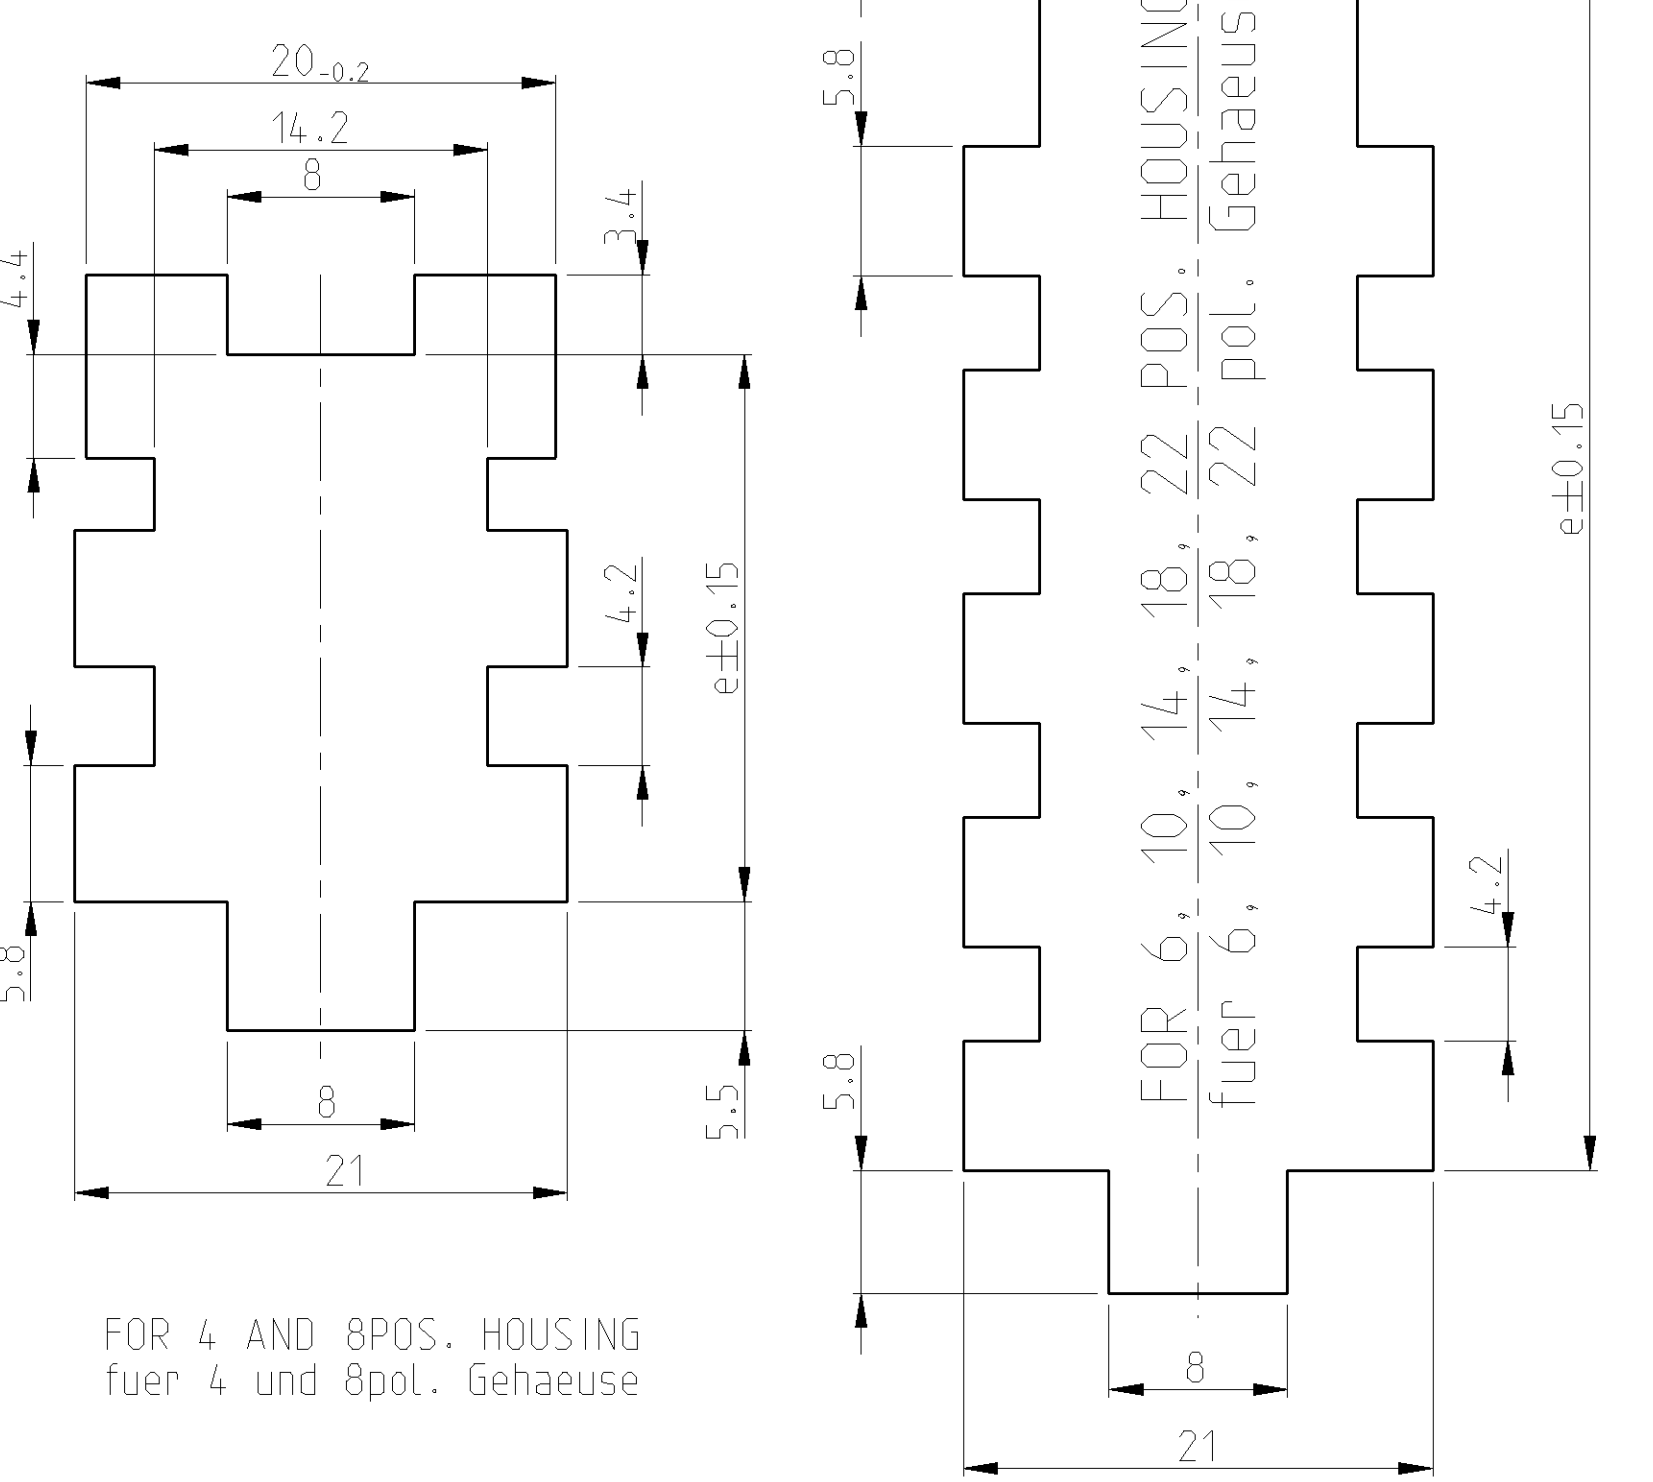 20-0.2
14.2
8
3.4
4.4
4.2
e±0.15
5.8
5.5
8
21
FOR 4 AND 8POS. HOUSING
fuer 4 und 8pol. Gehaeuse
5.8
FOR 6, 10, 14, 18, 22 POS. HOUSING
fuer 6, 10, 14, 18, 22 pol. Gehaeus
e±0.15
4.2
5.8
8
21